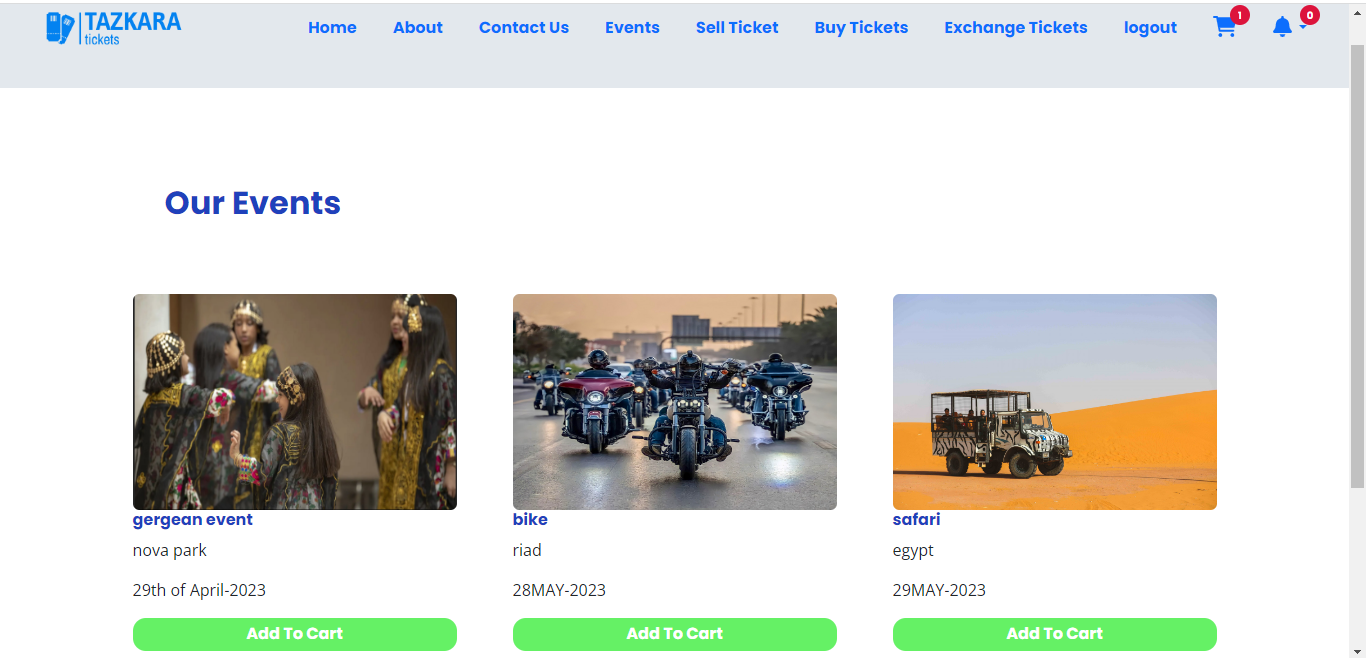 TAZKARA
tickets
Home About Contact Us Events Sell Ticket Buy Tickets Exchange Tickets logout 1 0
Our Events
gergean event
nova park
29th of April-2023
Add To Cart
bike
riad
28MAY-2023
Add To Cart
safari
egypt
29MAY-2023
Add To Cart